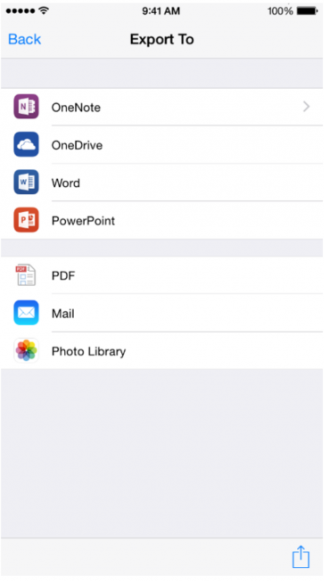 9:41 AM 100%
Back Export To
OneNote
OneDrive
Word
PowerPoint
PDF
Mail
Photo Library